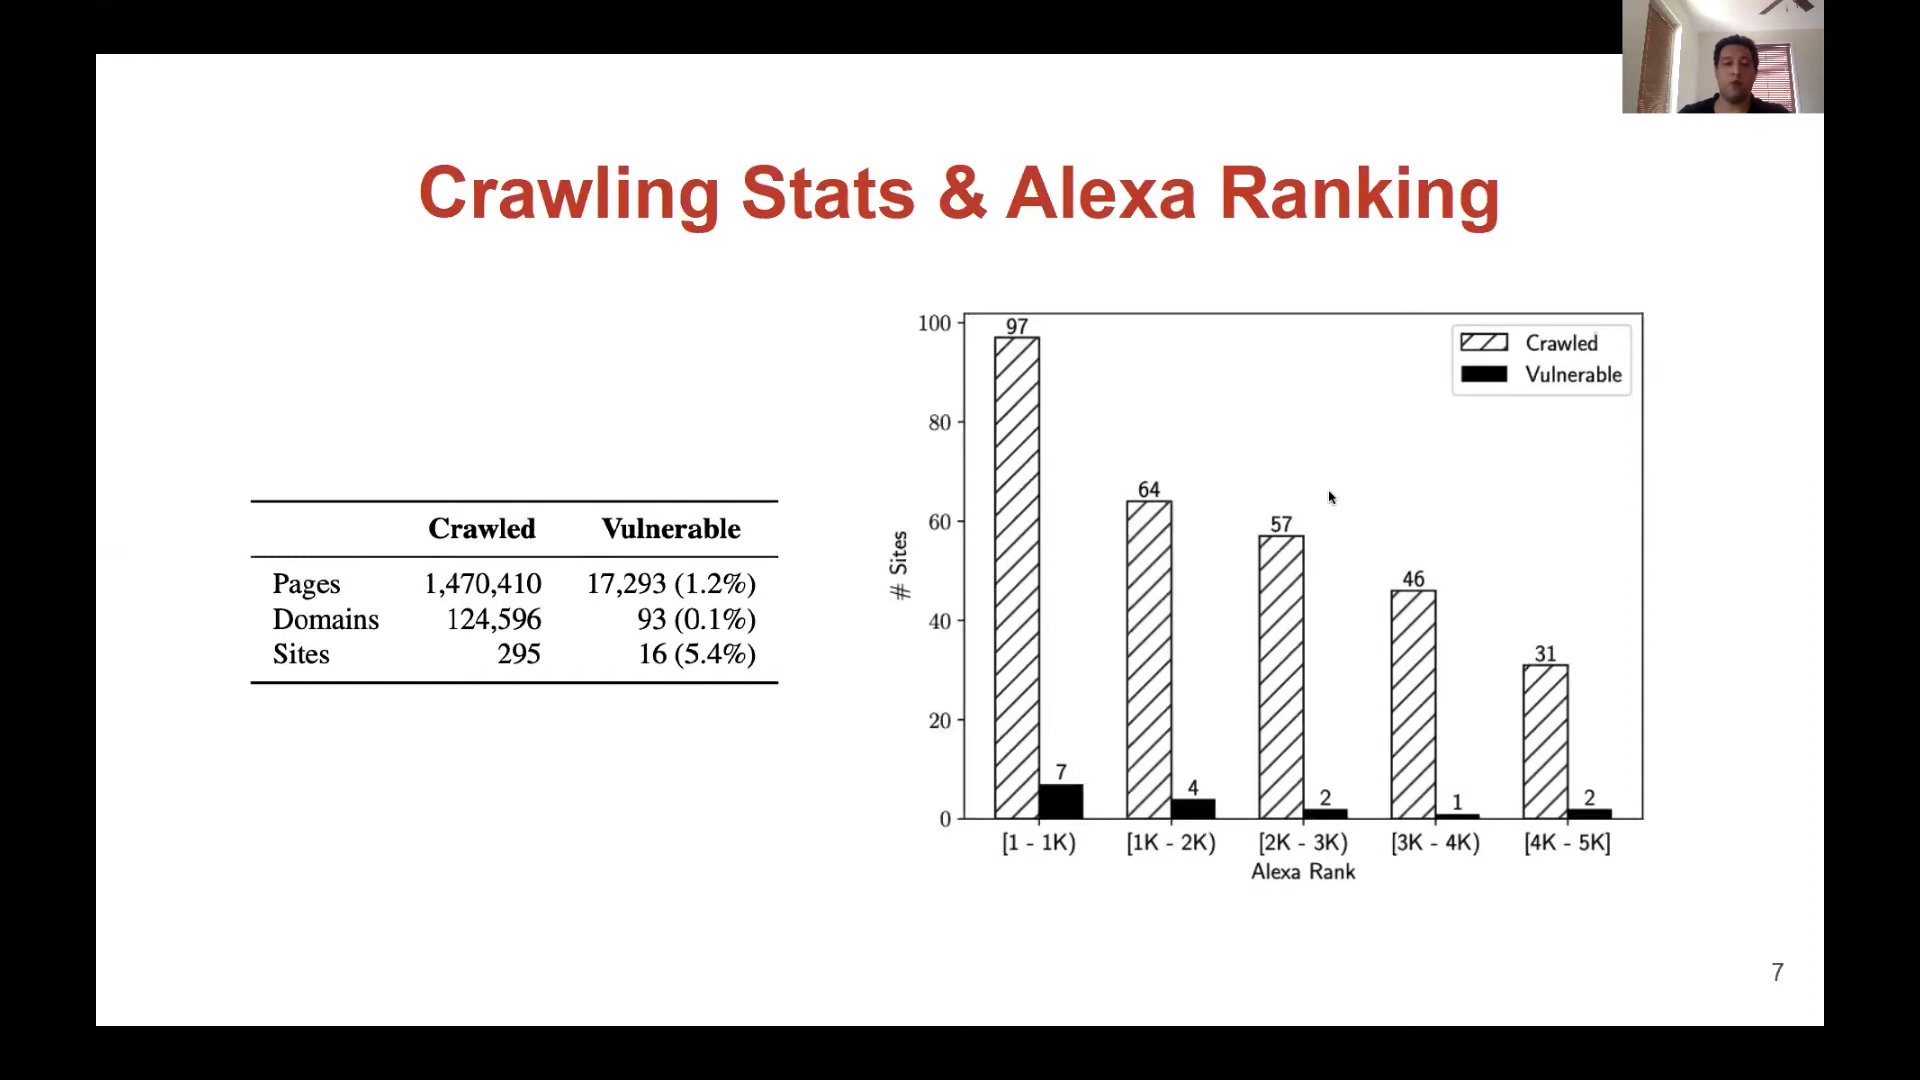 Crawling Stats & Alexa Ranking
Crawled Vulnerable
Pages 1,470,410 17,293 (1.2%)
Domains 124,596 93 (0.1%)
Sites 295 16 (5.4%)
# Sites
100
80
60
40
20
0
97
7
64
4
57
2
46
1
31
2
Crawled
Vulnerable
[1 - 1K) [1K - 2K) [2K - 3K) [3K - 4K) [4K - 5K]
Alexa Rank
7